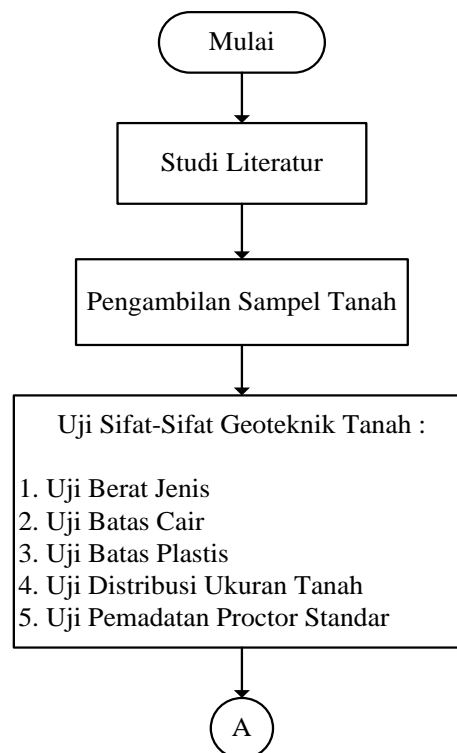 Mulai
Studi Literatur
Pengambilan Sampel Tanah
Uji Sifat-Sifat Geoteknik Tanah :
1. Uji Berat Jenis
2. Uji Batas Cair
3. Uji Batas Plastis
4. Uji Distribusi Ukuran Tanah
5. Uji Pemadatan Proctor Standar
A